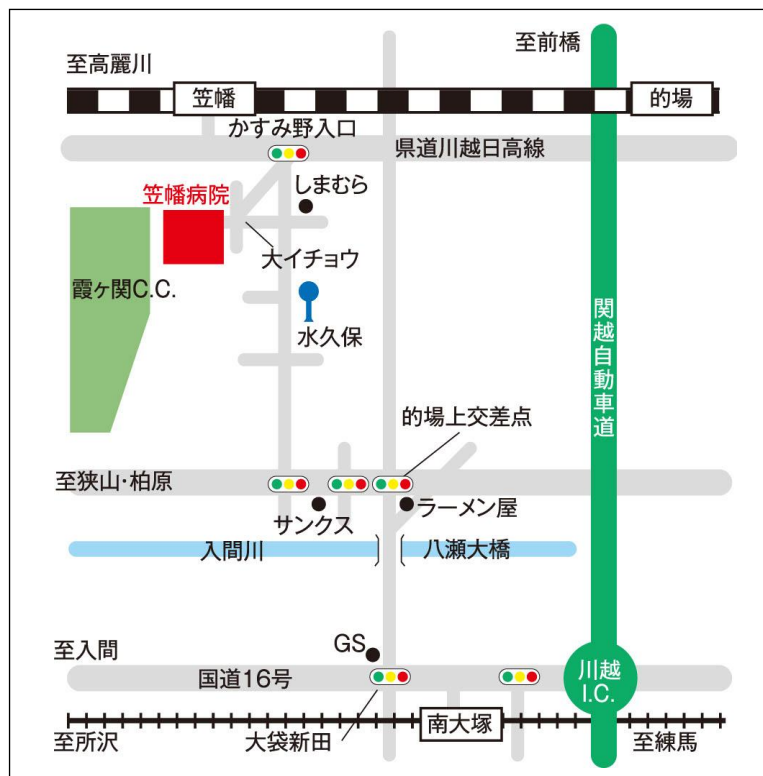 至前橋
至高麗川
笠幡
的場
かすみ野入口
県道川越日高線
笠幡病院
しまむら
大イチョウ
霞ヶ関C.C.
水久保
関越自動車道
的場上交差点
至狭山・柏原
サンクス
ラーメン屋
入間川
八瀬大橋
GS
至入間
国道16号
川越
I.C.
南大塚
至所沢
大袋新田
至練馬